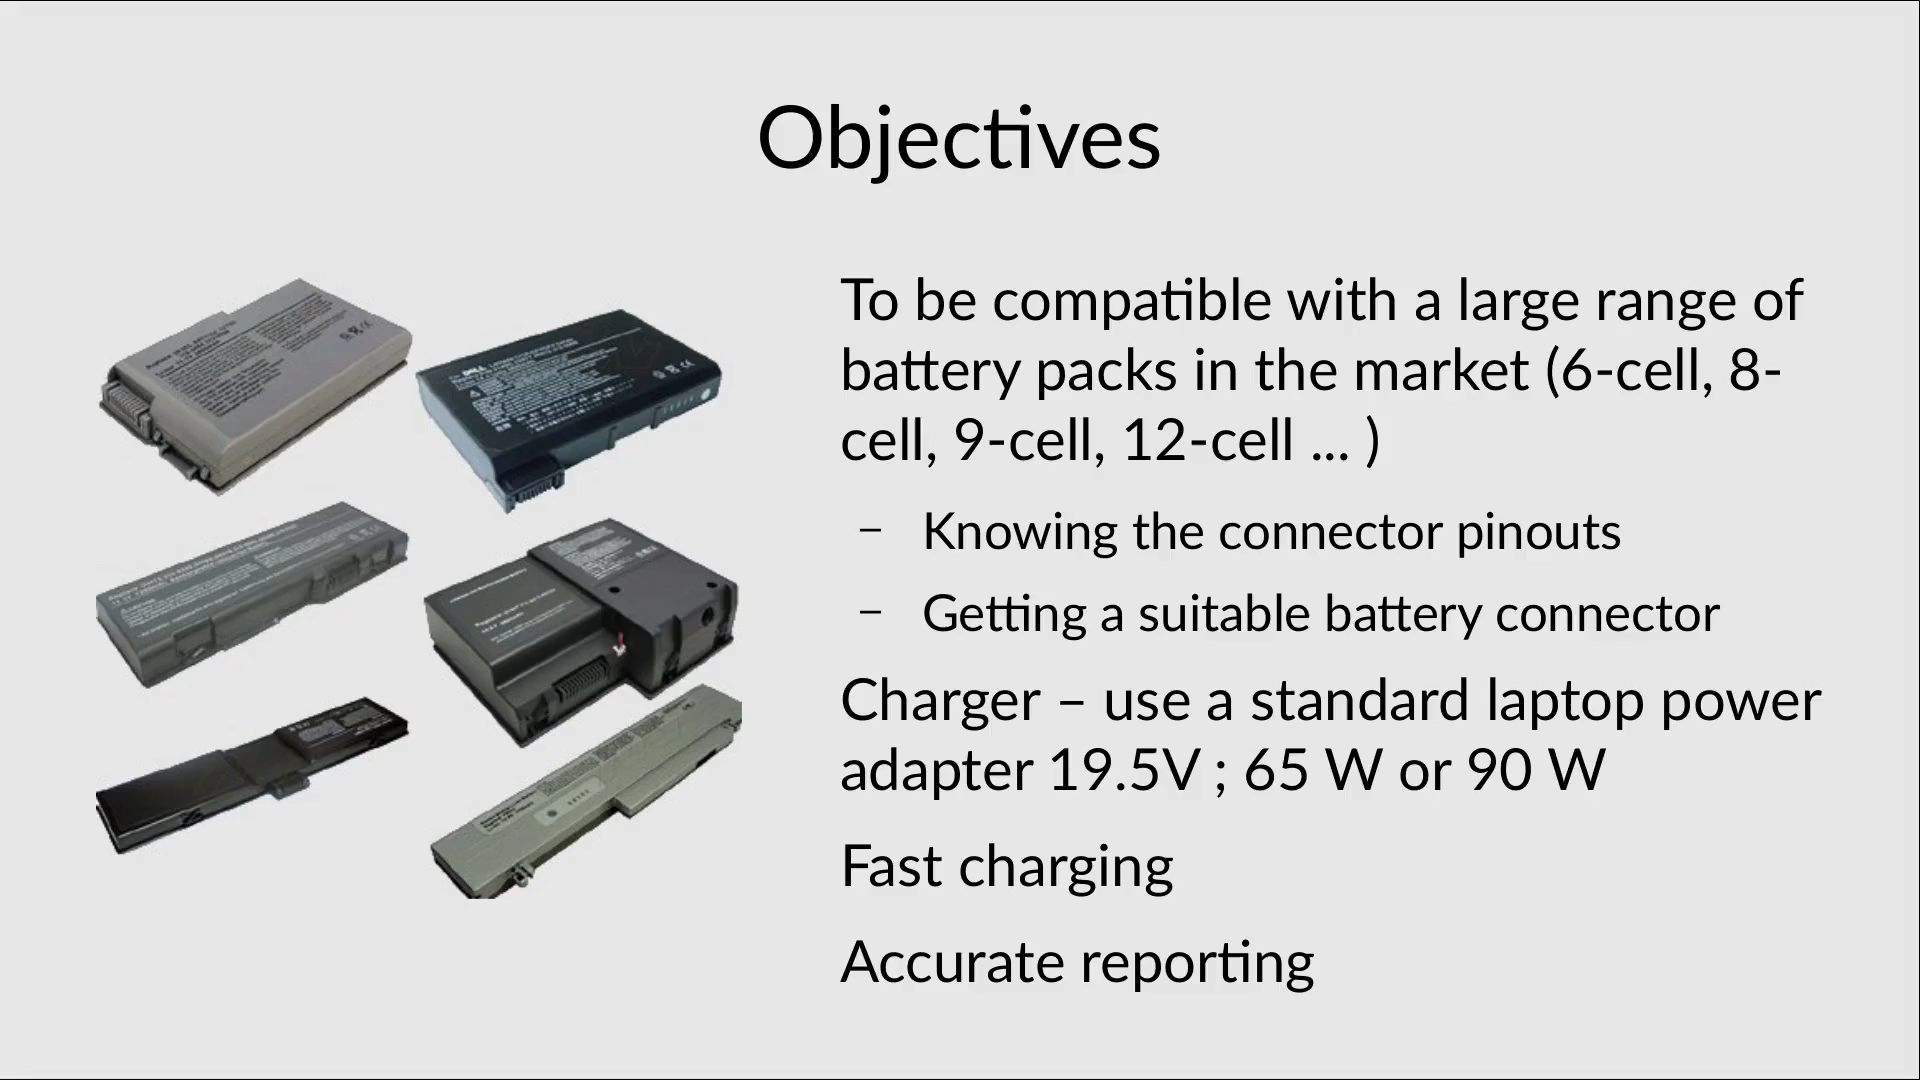 Objectives
To be compatible with a large range of
battery packs in the market (6-cell, 8-
cell, 9-cell, 12-cell ... )
– Knowing the connector pinouts
– Getting a suitable battery connector
Charger – use a standard laptop power
adapter 19.5V ; 65 W or 90 W
Fast charging
Accurate reporting
DELL